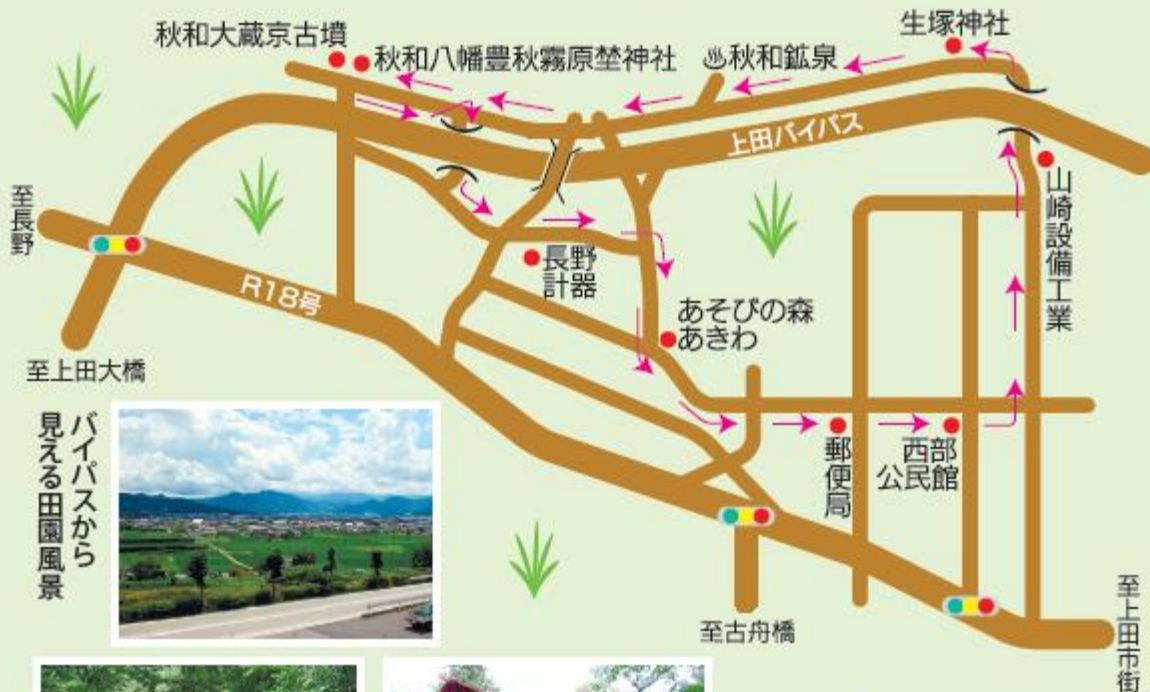 生塚神社
秋和大蔵京古墳
秋和八幡豊秋霧原埜神社
♨秋和鉱泉
上田バイパス
至長野
山崎設備工業
長野
計器
R18号
あそびの森
あきわ
至上田大橋
バイパスから
見える田園風景
郵便局
西部
公民館
至古舟橋
至上田市街